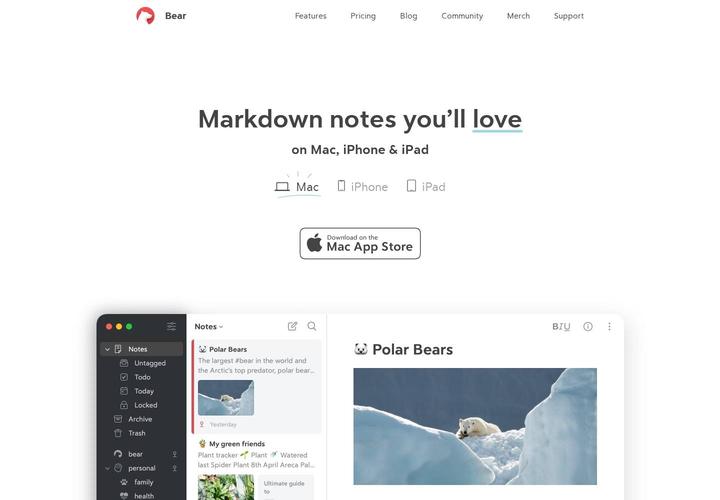 Bear
Features
Pricing
Blog
Community
Merch
Support
Markdown notes you’ll love
on Mac, iPhone & iPad
Mac
iPhone
iPad
Download on the
Mac App Store
Notes
Untagged
Todo
Today
Locked
Archive
Trash
bear
personal
family
health
Notes
Polar Bears
The largest #bear in the world and
the Arctic's top predator, polar bear...
Yesterday
My green friends
Plant tracker 🌱 Plant Watered
last Spider Plant 8th April Areca Pal...
Ultimate guide
to
BIU
Polar Bears